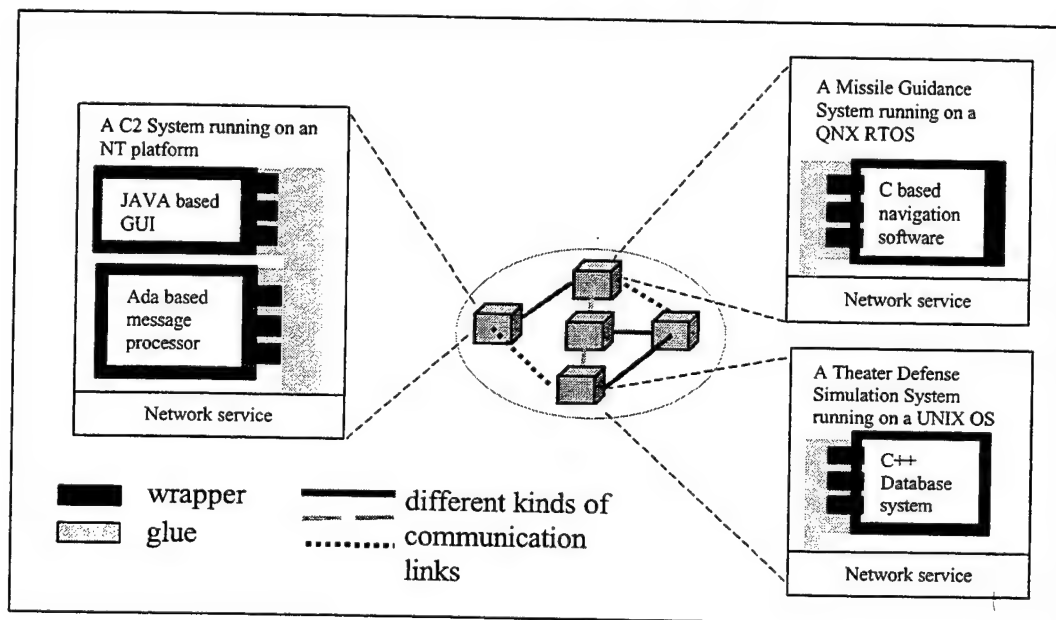 A C2 System running on an
NT platform
JAVA based
GUI
Ada based
message
processor
Network service
A Missile Guidance
System running on a
QNX RTOS
C based
navigation
software
Network service
A Theater Defense
Simulation System
running on a UNIX OS
C++
Database
system
Network service
wrapper
glue
different kinds of
communication
links